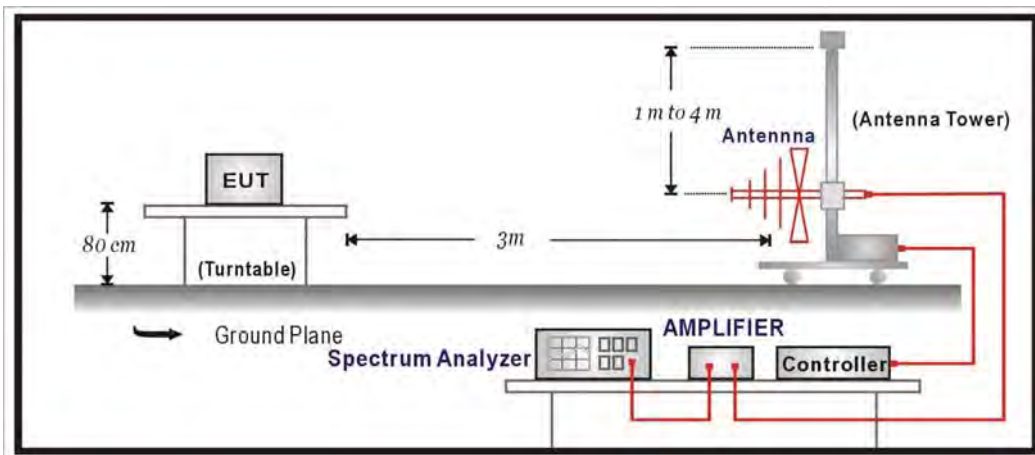 1 m to 4 m
(Antenna Tower)
Antennna
EUT
80 cm
3m
(Turntable)
Ground Plane
AMPLIFIER
Spectrum Analyzer
Controller